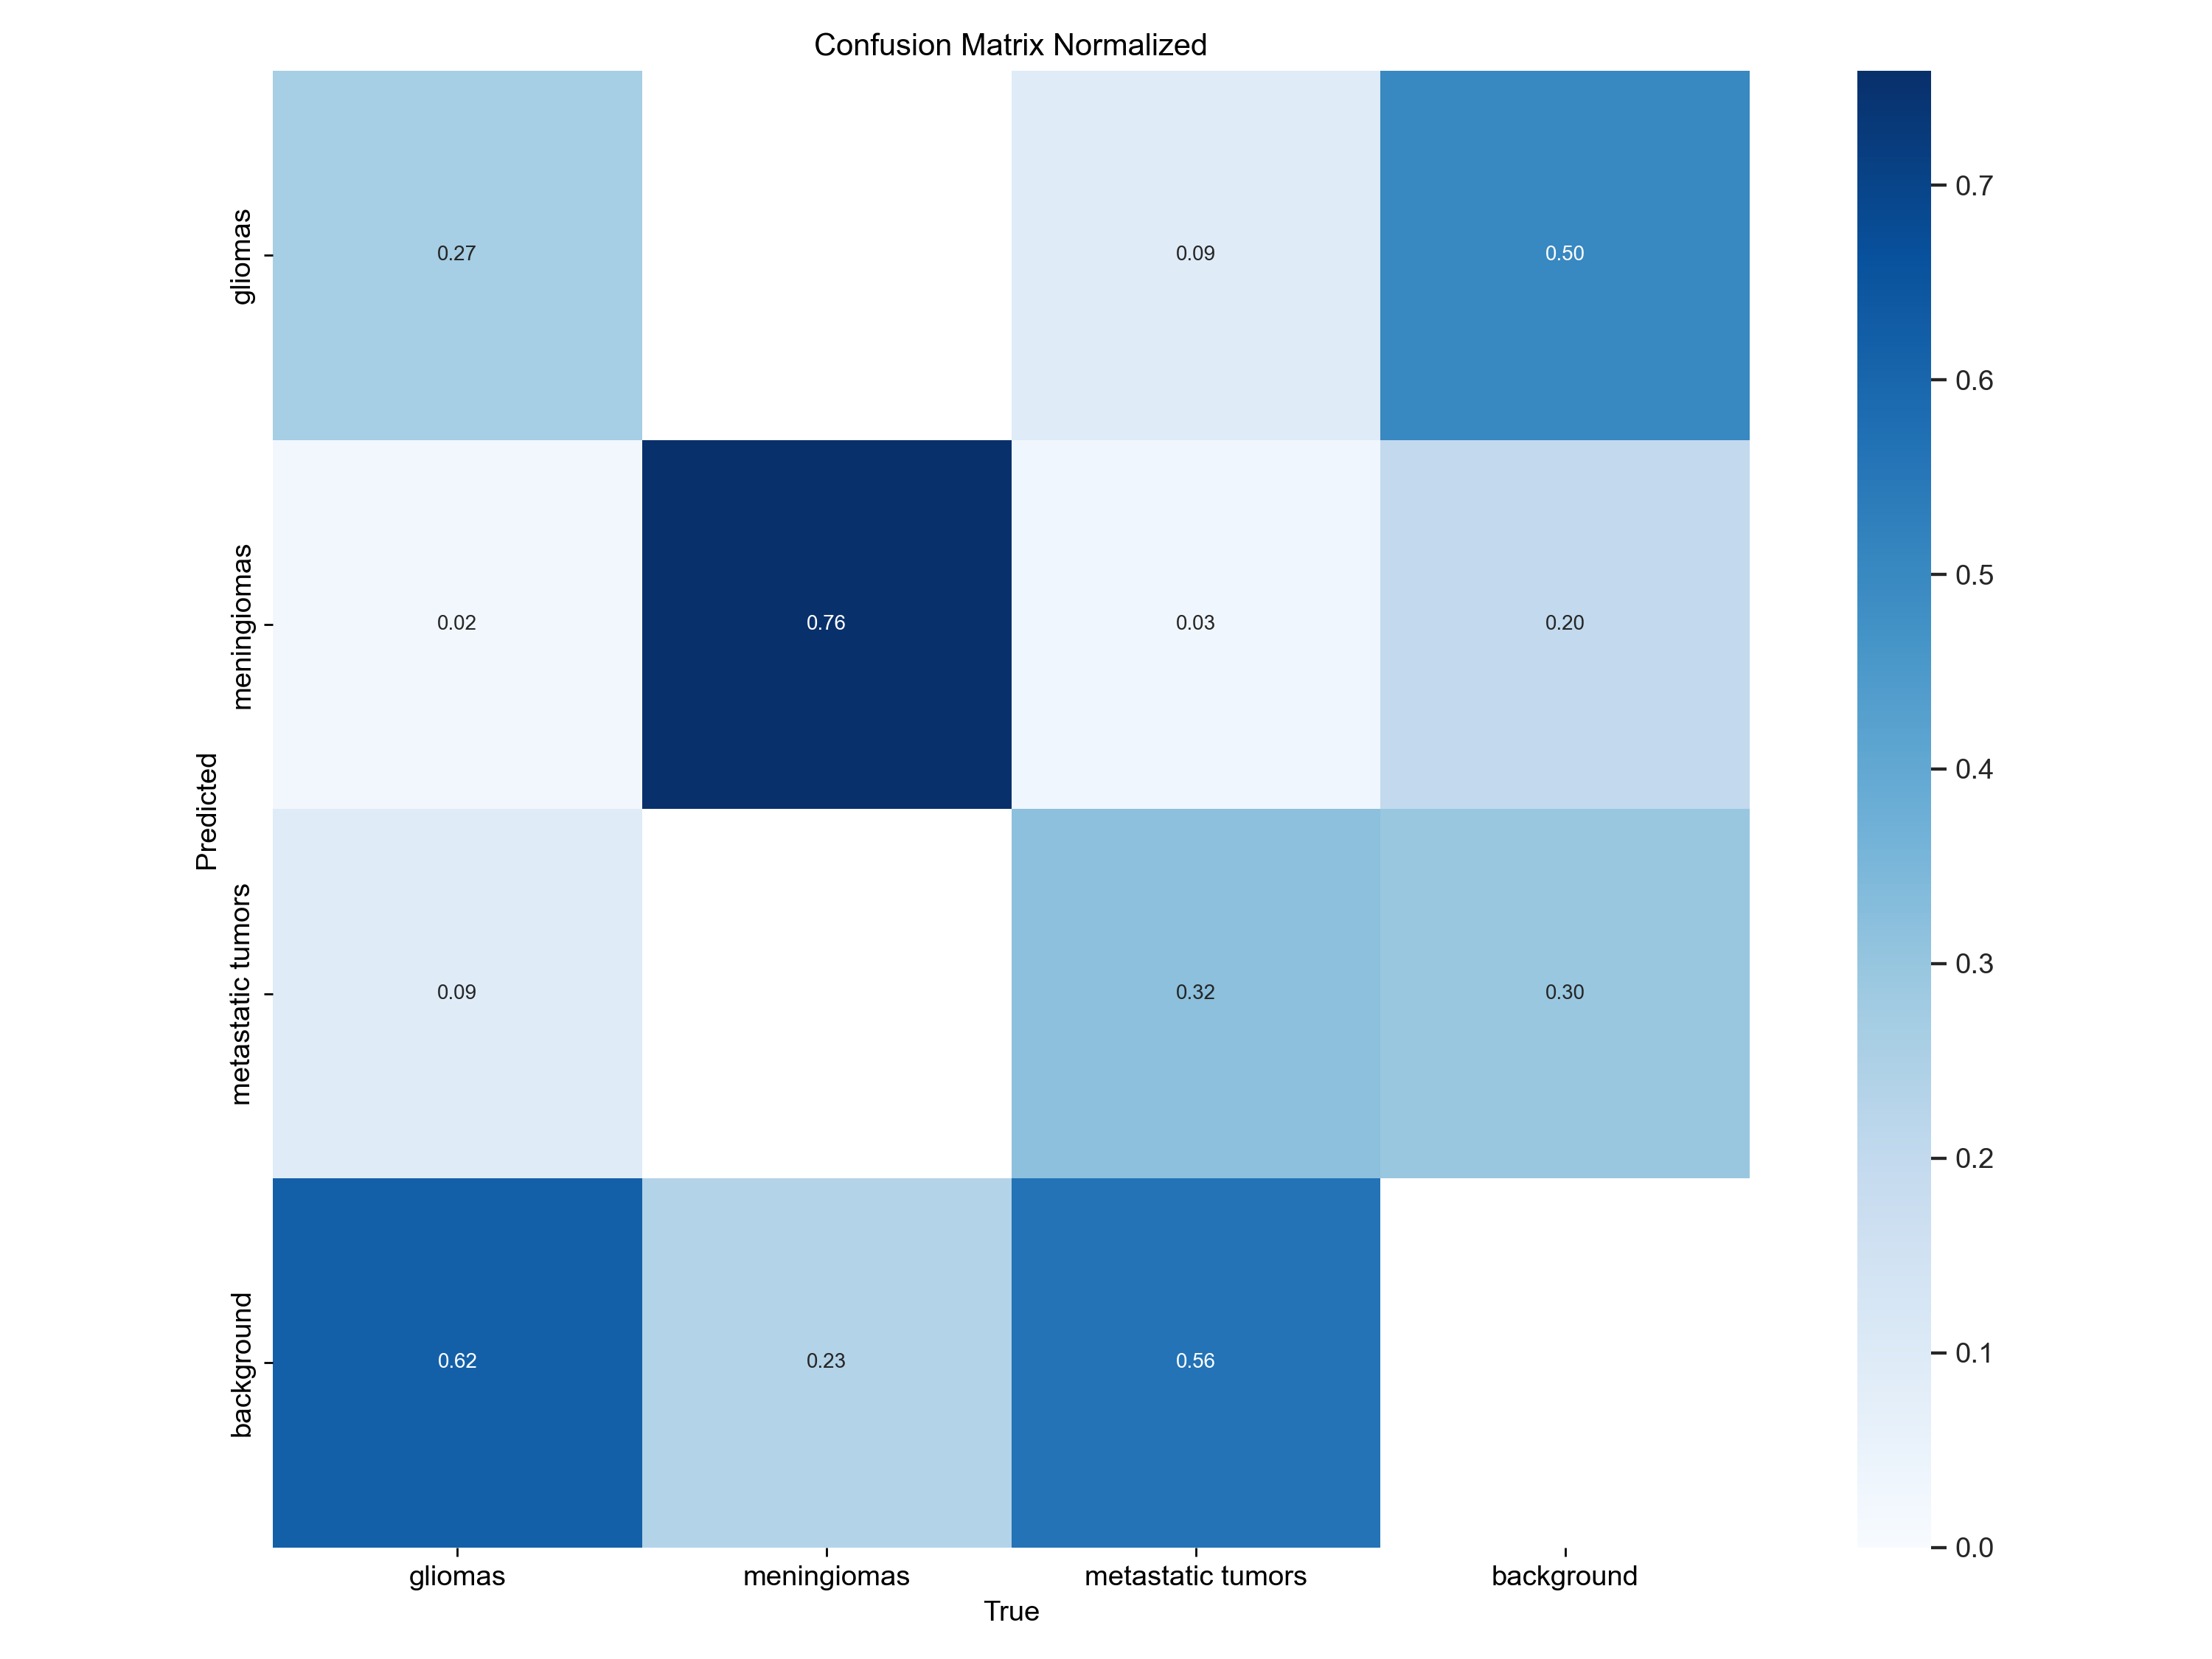 Confusion Matrix Normalized
gliomas
0.27
0.09
0.50
meningiomas
0.02
0.76
0.03
0.20
metastatic tumors
0.09
0.32
0.30
background
0.62
0.23
0.56
gliomas
meningiomas
metastatic tumors
background
True
Predicted
0.7
0.6
0.5
0.4
0.3
0.2
0.1
0.0